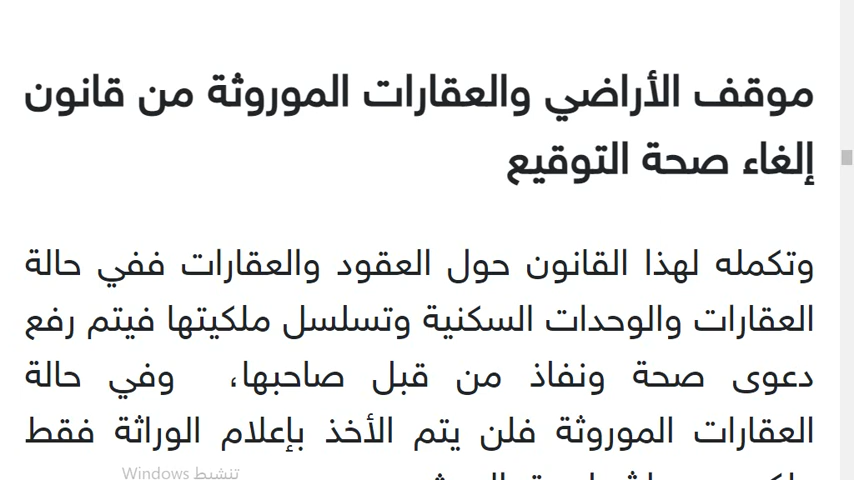 موقف الأراضي والعقارات الموروثة من قانون
إلغاء صحة التوقيع
وتكمله لهذا القانون حول العقود والعقارات ففي حالة
العقارات والوحدات السكنية وتسلسل ملكيتها فيتم رفع
دعوى صحة ونفاذ من قبل صاحبها، وفي حالة
العقارات الموروثة فلن يتم الأخذ بإعلام الوراثة فقط
تنشيط Windows